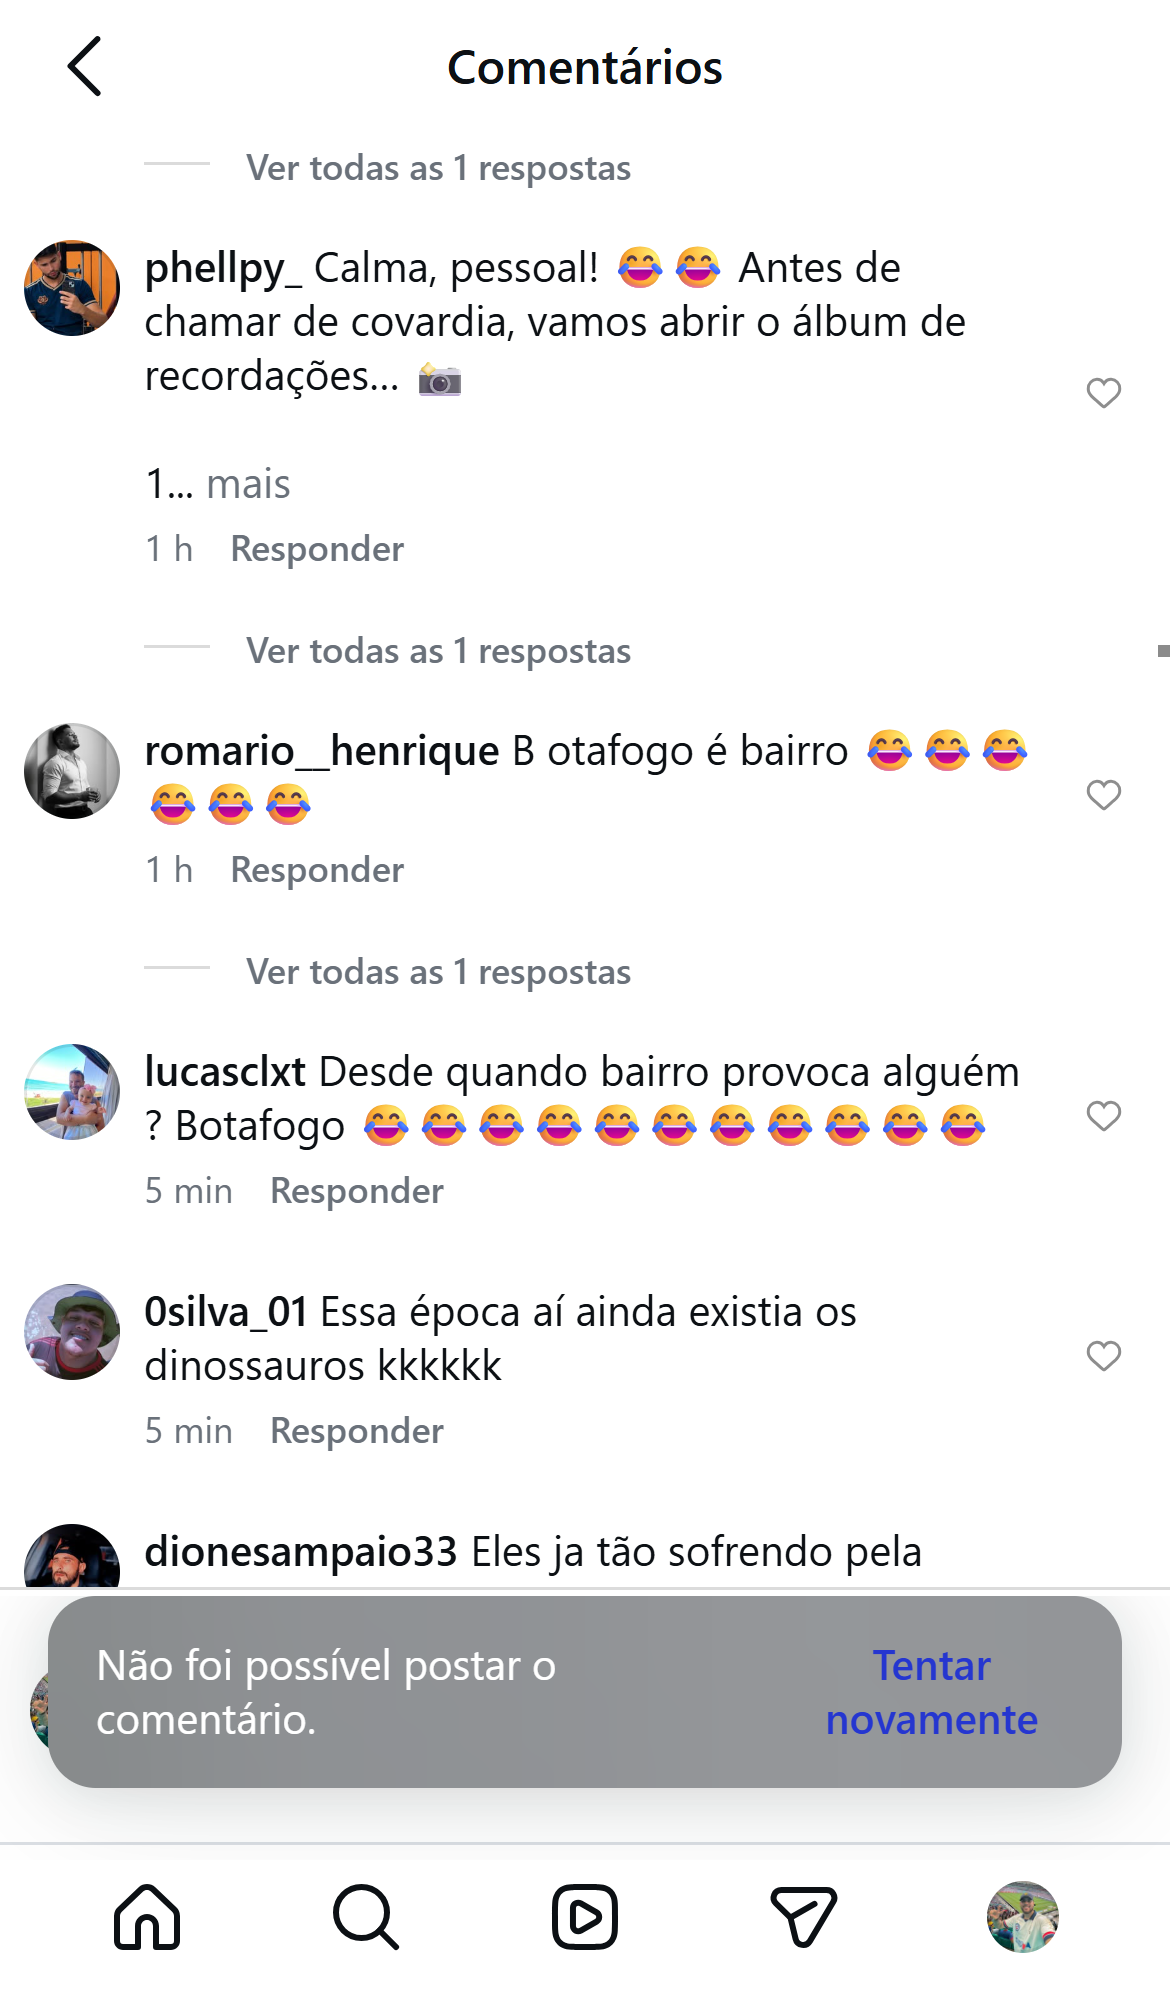 Comentários
Ver todas as 1 respostas
phellpy_ Calma, pessoal! 😂 😂 Antes de
chamar de covardia, vamos abrir o álbum de
recordações... 📸
1... mais
1 h Responder
Ver todas as 1 respostas
romario__henrique B otafogo é bairro 😂 😂 😂
😂 😂 😂
1 h Responder
Ver todas as 1 respostas
lucasclxt Desde quando bairro provoca alguém
? Botafogo 😂😂😂😂😂😂😂😂😂😂😂
5 min Responder
0silva_01 Essa época aí ainda existia os
dinossauros kkkkkk
5 min Responder
dionesampaio33 Eles ja tão sofrendo pela
Não foi possível postar o
comentário.
Tentar
novamente